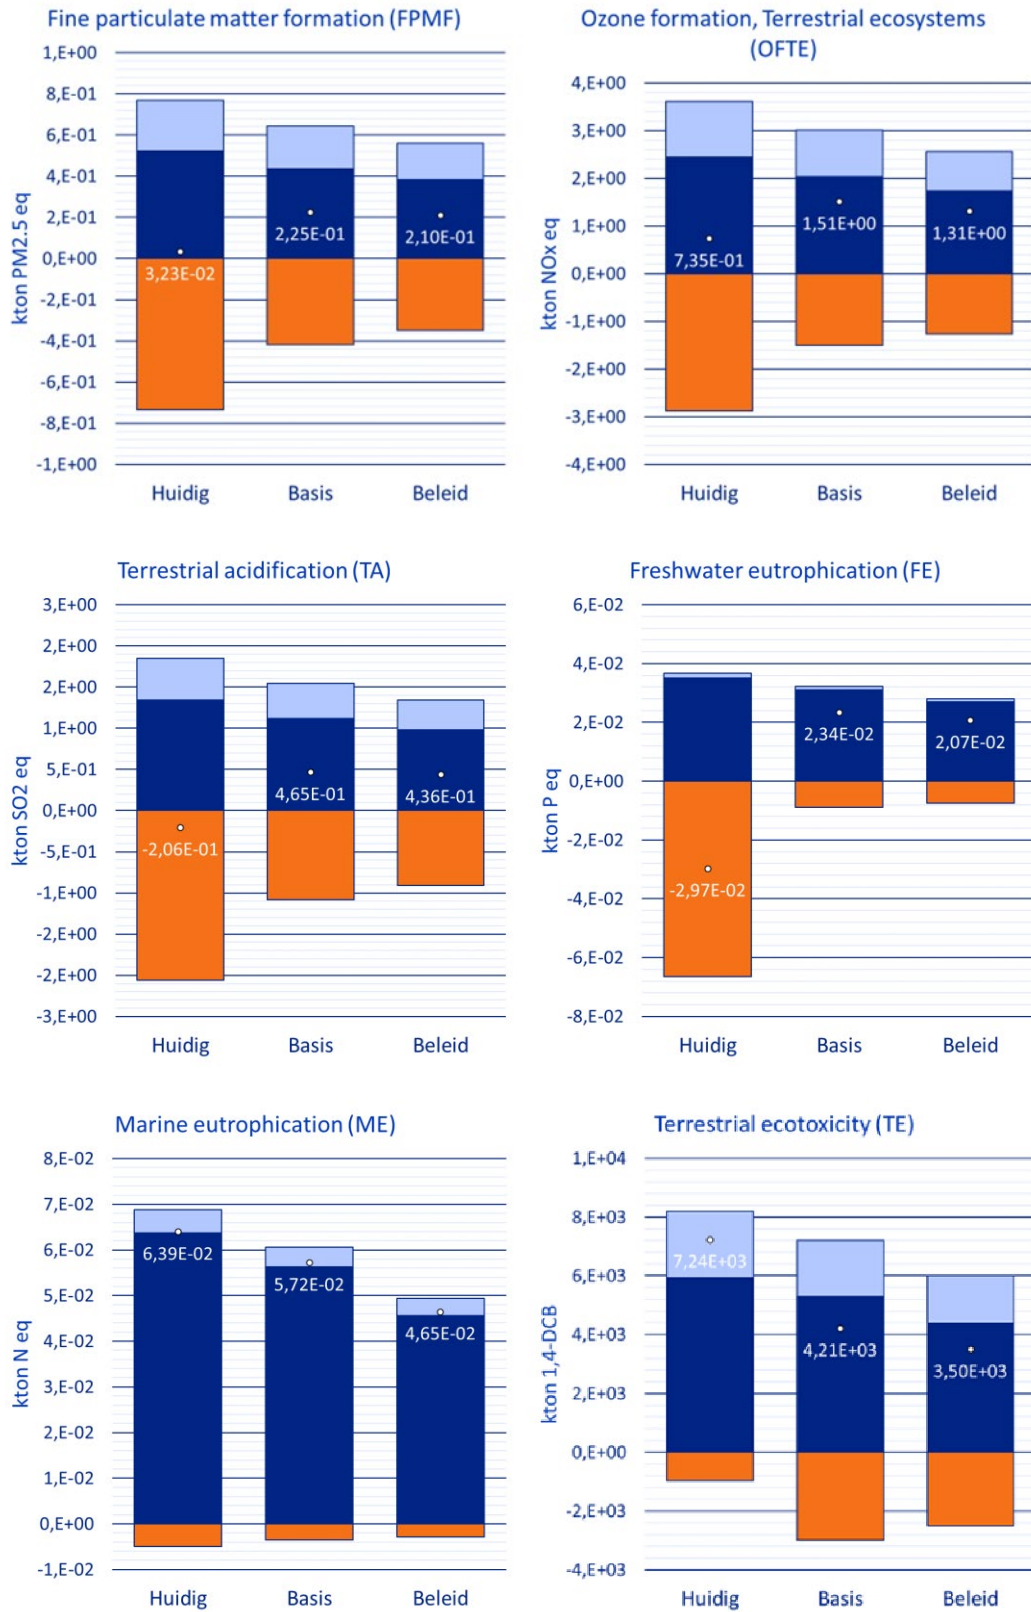 Fine particulate matter formation (FPMF)
1,E+00
8,E-01
6,E-01
4,E-01
2,E-01
0,E+00
-2,E-01
-4,E-01
-6,E-01
-8,E-01
-1,E+00
kton PM2.5 eq
3,23E-02
2,25E-01
2,10E-01
Huidig
Basis
Beleid
Ozone formation, Terrestrial ecosystems
(OFTE)
4,E+00
3,E+00
2,E+00
1,E+00
0,E+00
-1,E+00
-2,E+00
-3,E+00
-4,E+00
kton NOx eq
7,35E-01
1,51E+00
1,31E+00
Huidig
Basis
Beleid
Terrestrial acidification (TA)
3,E+00
2,E+00
2,E+00
1,E+00
5,E-01
0,E+00
-5,E-01
-1,E+00
-2,E+00
-2,E+00
-3,E+00
kton SO2 eq
-2,06E-01
4,65E-01
4,36E-01
Huidig
Basis
Beleid
Freshwater eutrophication (FE)
6,E-02
4,E-02
2,E-02
0,E+00
-2,E-02
-4,E-02
-6,E-02
-8,E-02
kton P eq
-2,97E-02
2,34E-02
2,07E-02
Huidig
Basis
Beleid
Marine eutrophication (ME)
8,E-02
7,E-02
6,E-02
5,E-02
4,E-02
3,E-02
2,E-02
1,E-02
0,E+00
-1,E-02
kton N eq
6,39E-02
5,72E-02
4,65E-02
Huidig
Basis
Beleid
Terrestrial ecotoxicity (TE)
1,E+04
8,E+03
6,E+03
4,E+03
2,E+03
0,E+00
-2,E+03
-4,E+03
kton 1,4-DCB
7,24E+03
4,21E+03
3,50E+03
Huidig
Basis
Beleid